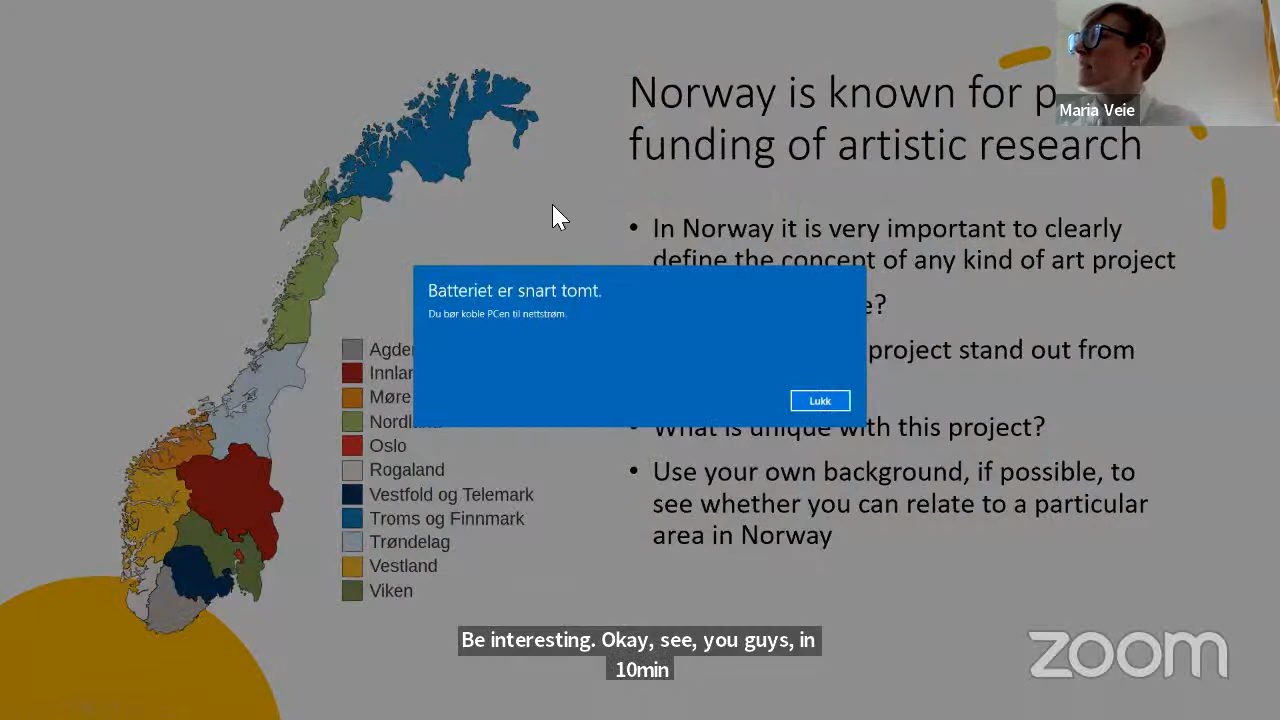 Maria Veie
Norway is known for p
funding of artistic research
• In Norway it is very important to clearly
define the concept of any kind of art project
e?
project stand out from
• What is unique with this project?
• Use your own background, if possible, to
see whether you can relate to a particular
area in Norway
Batteriet er snart tomt.
Du bør koble PCen til nettstrøm.
Lukk
Agder
Innlan
Møre
Nordland
Oslo
Rogaland
Vestfold og Telemark
Troms og Finnmark
Trøndelag
Vestland
Viken
Be interesting. Okay, see, you guys, in
10min
zoom